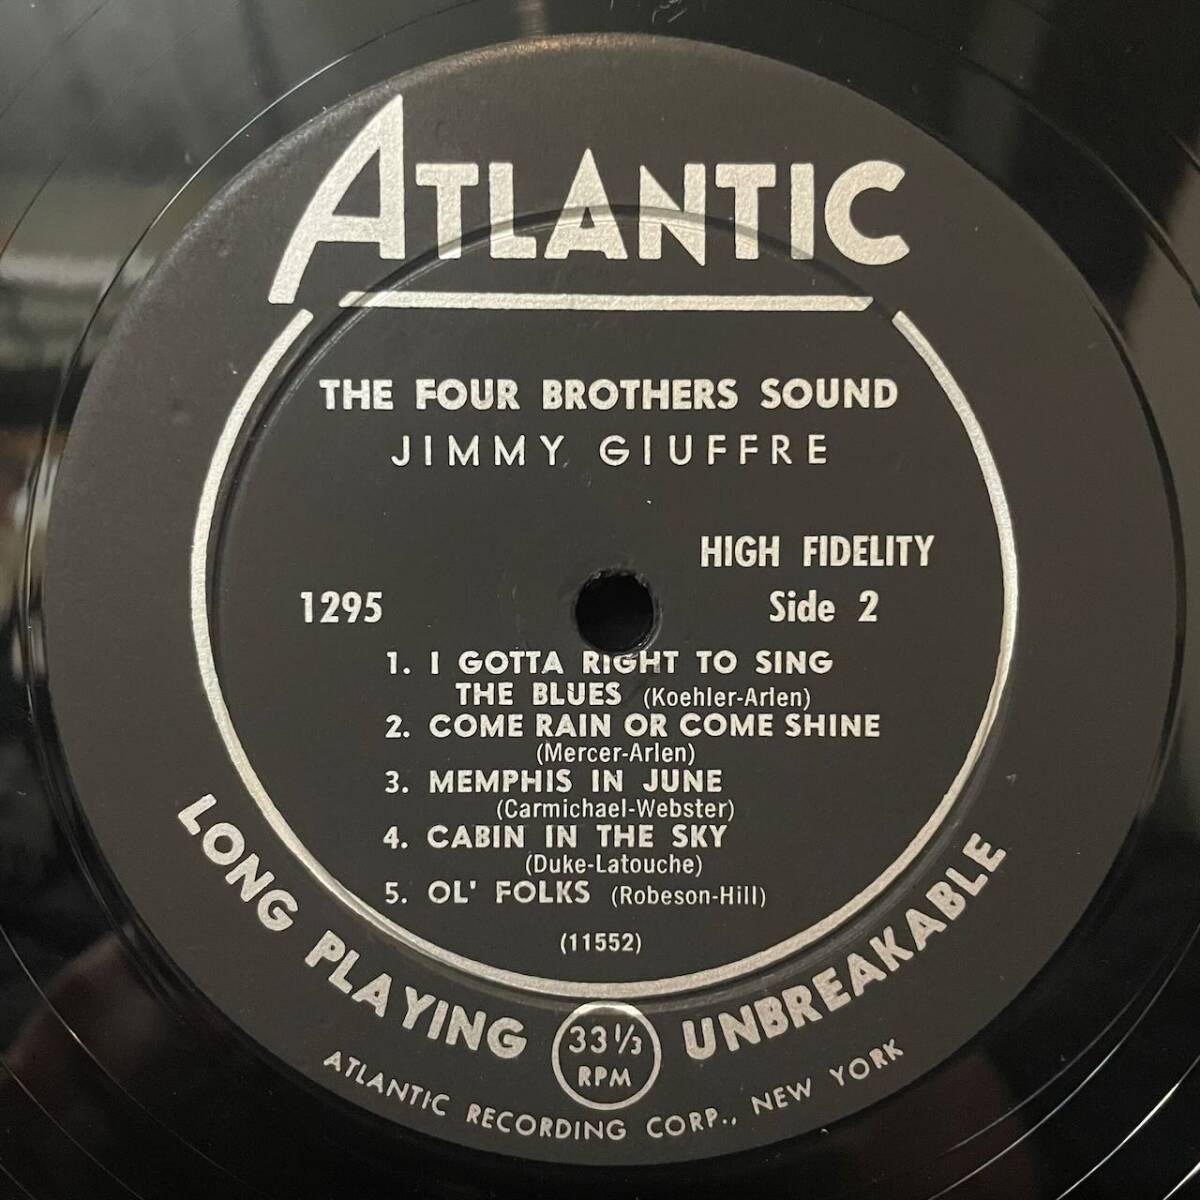 ATLANTIC
THE FOUR BROTHERS SOUND
JIMMY GIUFFRE
HIGH FIDELITY
1295 Side 2
1. I GOTTA RIGHT TO SING
THE BLUES (Koehler-Arlen)
2. COME RAIN OR COME SHINE
(Mercer-Arlen)
3. MEMPHIS IN JUNE
(Carmichael-Webster)
4. CABIN IN THE SKY
(Duke-Latouche)
5. OL' FOLKS (Robeson-Hill)
(11552)
LONG PLAYING 33 1/3 RPM UNBREAKABLE
ATLANTIC RECORDING CORP., NEW YORK